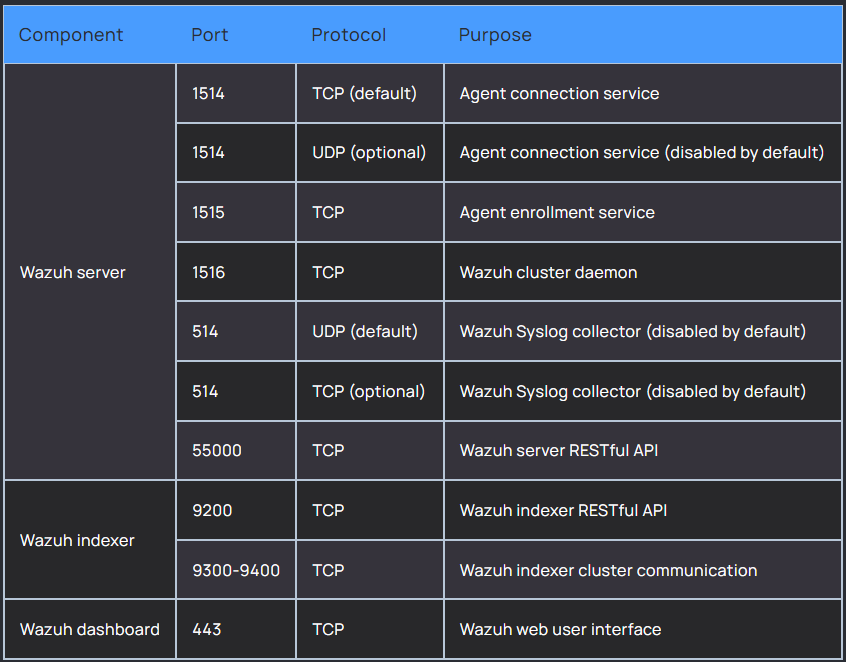 Component Port Protocol Purpose
1514 TCP (default) Agent connection service
1514 UDP (optional) Agent connection service (disabled by default)
1515 TCP Agent enrollment service
Wazuh server 1516 TCP Wazuh cluster daemon
514 UDP (default) Wazuh Syslog collector (disabled by default)
514 TCP (optional) Wazuh Syslog collector (disabled by default)
55000 TCP Wazuh server RESTful API
9200 TCP Wazuh indexer RESTful API
Wazuh indexer
9300-9400 TCP Wazuh indexer cluster communication
Wazuh dashboard 443 TCP Wazuh web user interface